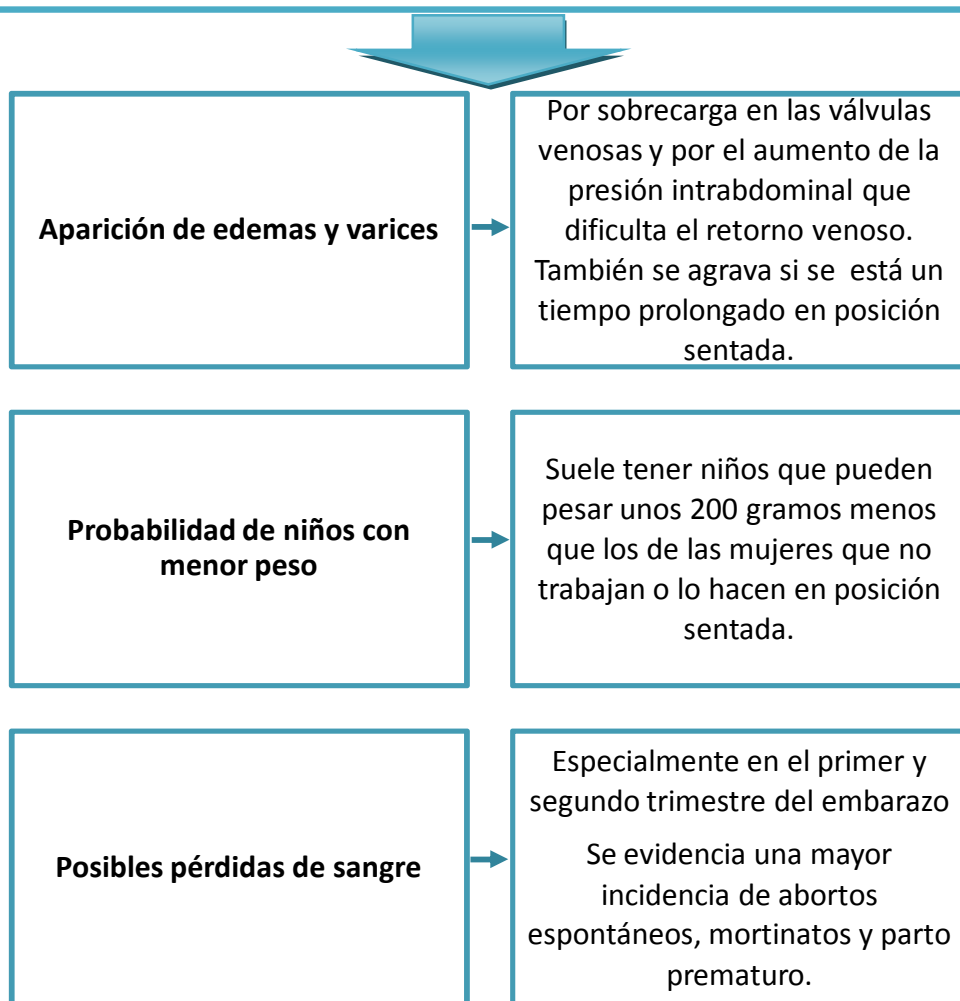 Aparición de edemas y varices
Por sobrecarga en las válvulas
venosas y por el aumento de la
presión intrabdominal que
dificulta el retorno venoso.
También se agrava si se está un
tiempo prolongado en posición
sentada.
Probabilidad de niños con
menor peso
Suele tener niños que pueden
pesar unos 200 gramos menos
que los de las mujeres que no
trabajan o lo hacen en posición
sentada.
Posibles pérdidas de sangre
Especialmente en el primer y
segundo trimestre del embarazo
Se evidencia una mayor
incidencia de abortos
espontáneos, mortinatos y parto
prematuro.